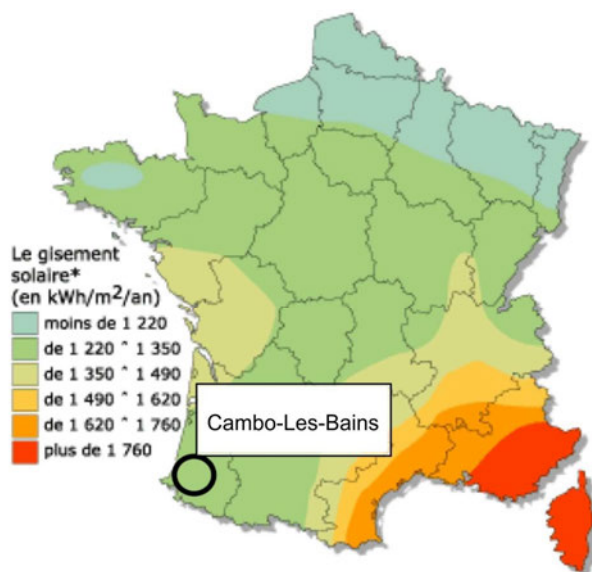 Le gisement
solaire*
(en kWh/m²/an)
moins de 1 220
de 1 220 ^ 1 350
de 1 350 ^ 1 490
de 1 490 ^ 1 620
de 1 620 ^ 1 760
plus de 1 760
Cambo-Les-Bains